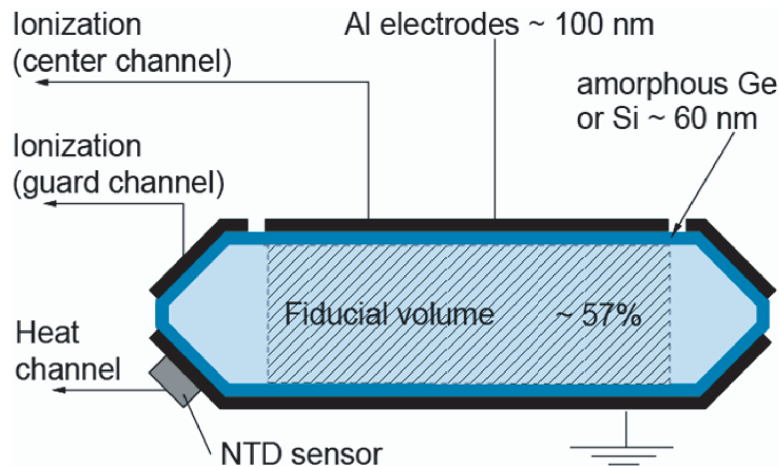 Ionization
(center channel)
Al electrodes ~ 100 nm
amorphous Ge
or Si ~ 60 nm
Ionization
(guard channel)
Fiducial volume ~ 57%
Heat
channel
NTD sensor